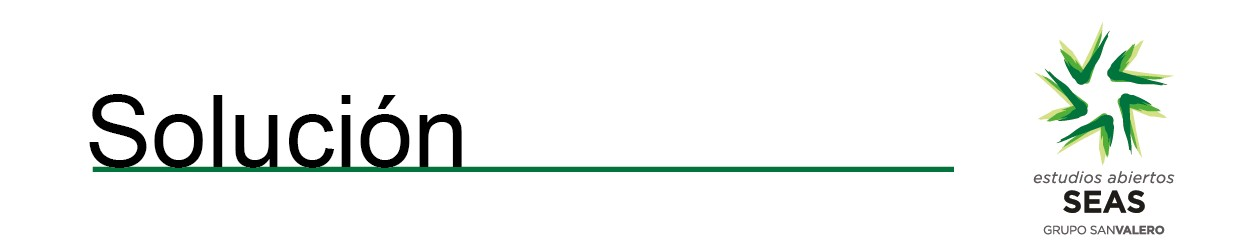 Solución
estudios abiertos
SEAS
GRUPO SANVALERO